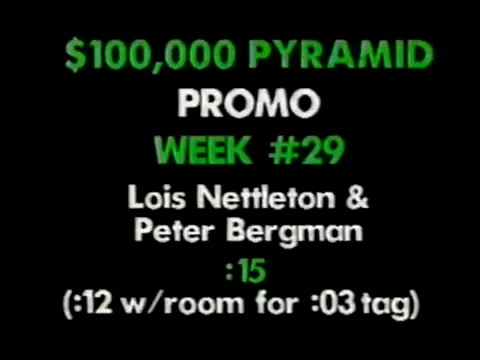 $100,000 PYRAMID
PROMO
WEEK #29
Lois Nettleton &
Peter Bergman
:15
(:12 w/room for :03 tag)